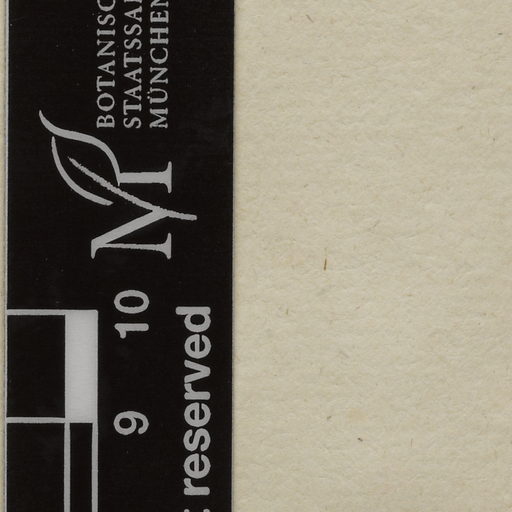 BOTANISC
STAATSSA
MÜNCHEN
10
9
reserved